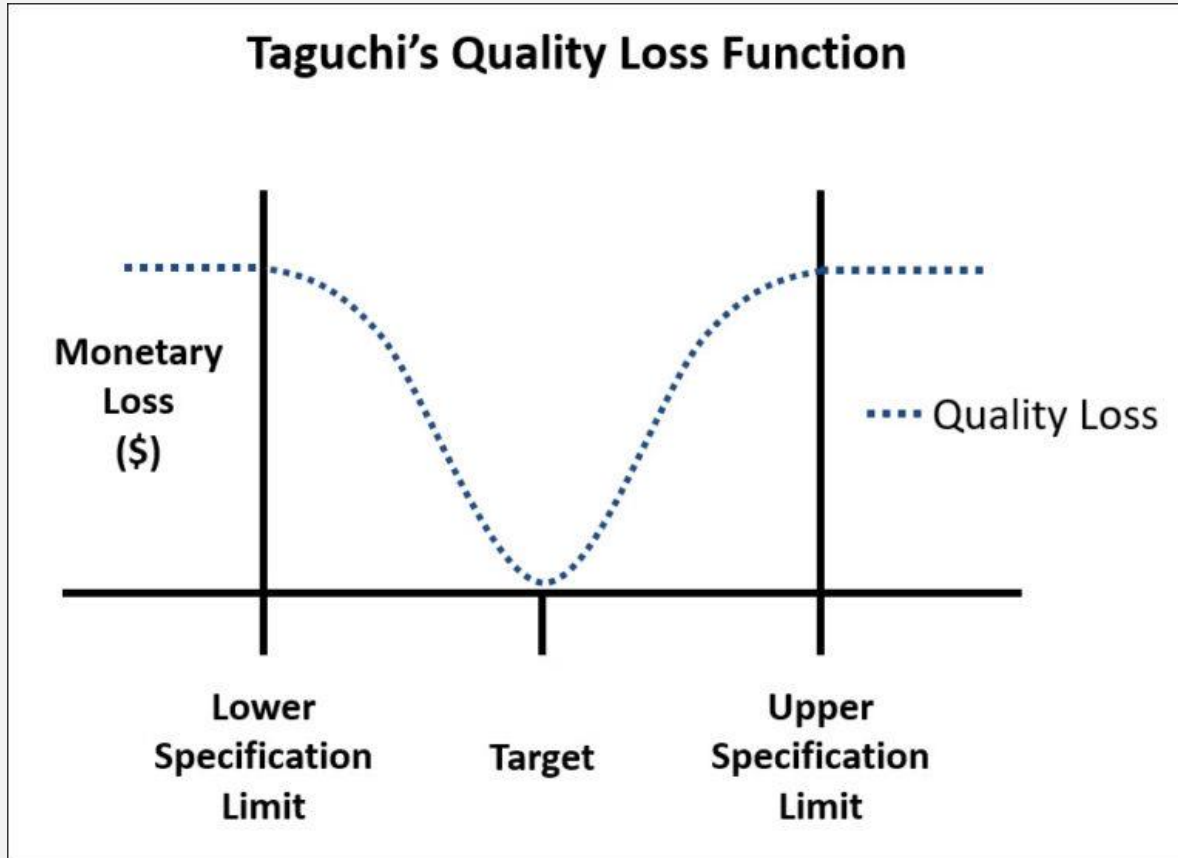 Taguchi’s Quality Loss Function
Monetary
Loss
($)
Quality Loss
Lower
Specification
Limit
Target
Upper
Specification
Limit